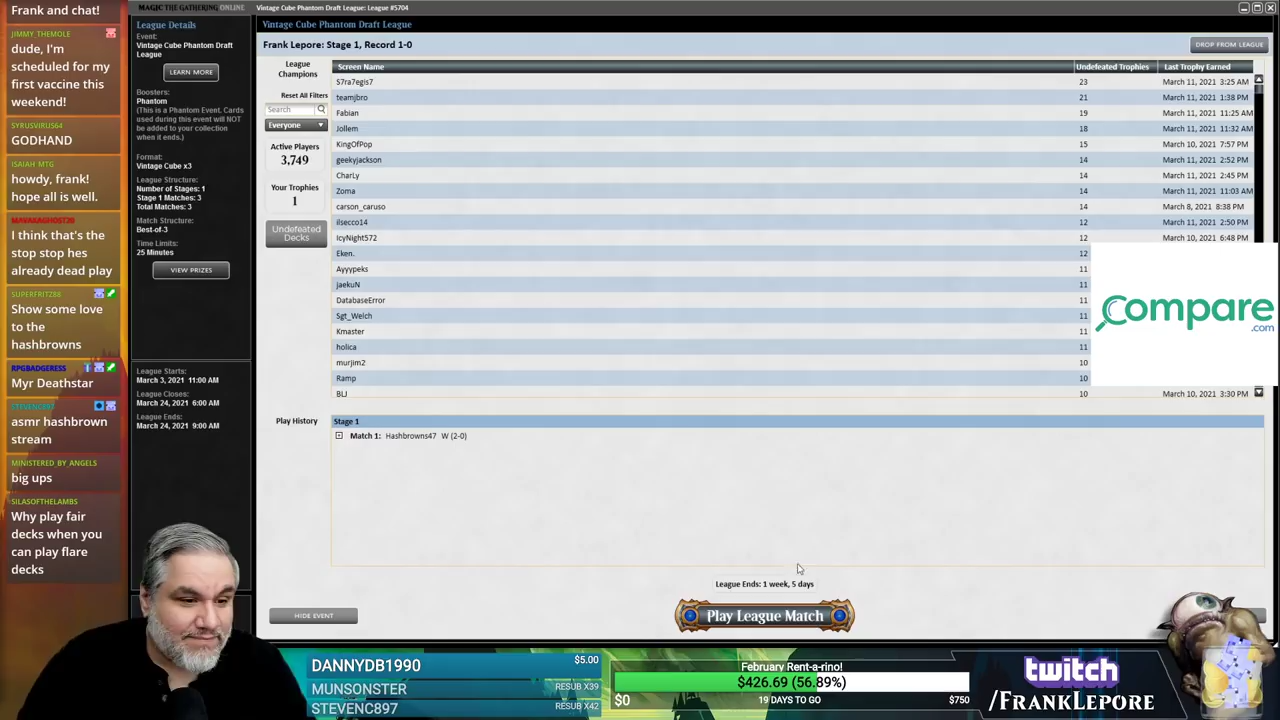 Frank and chat!
JIMMY_THEMOLE
dude, I'm
scheduled for my
first vaccine this
weekend!
SYRUSVIRUS64
GODHAND
ISAIAH_MTG
howdy, frank!
hope all is well.
I think that's the
stop stop hes
already dead play
SUPERFRITZ88
Show some love
to the
hashbrowns
RPGBADGERESS
Myr Deathstar
STEVENC897
asmr hashbrown
stream
MINISTERED_BY_ANGELS
big ups
SILASOFTHELAMBS
Why play fair
decks when you
can play flare
decks
MAGIC THE GATHERING ONLINE
Vintage Cube Phantom Draft League: League #5704
League Details
Event:
Vintage Cube Phantom Draft
League
LEARN MORE
Boosters:
Phantom
(This is a Phantom Event. Cards
used during this event will NOT
be added to your collection
when it ends.)
Format:
Vintage Cube x3
League Structure:
Number of Stages: 1
Stage 1 Matches: 3
Total Matches: 3
Match Structure:
Best-of-3
Time Limits:
25 Minutes
VIEW PRIZES
League Starts:
March 3, 2021 11:00 AM
League Closes:
March 24, 2021 6:00 AM
League Ends:
March 24, 2021 9:00 AM
Vintage Cube Phantom Draft League
Frank Lepore: Stage 1, Record 1-0
DROP FROM LEAGUE
League
Champions
Reset All Filters
Search
Everyone
Active Players
3,749
Your Trophies
1
Undefeated
Decks
Screen Name Undefeated Trophies Last Trophy Earned
S7ra7egis7 23 March 11, 2021 3:25 AM
teamjbro 21 March 11, 2021 1:38 PM
Fabian 19 March 11, 2021 11:25 AM
Jollem 18 March 11, 2021 11:32 AM
KingOfPop 15 March 10, 2021 7:57 PM
geekyjackson 14 March 11, 2021 2:52 PM
CharLy 14 March 11, 2021 2:45 PM
Zoma 14 March 11, 2021 11:03 AM
carson_caruso 14 March 8, 2021 8:38 PM
ilsecco14 12 March 11, 2021 2:50 PM
IcyNight572 12 March 10, 2021 6:48 PM
Eken. 12
Ayyypeks 11
JaekuN 11
DatabaseError 11
Sgt_Welch 11
Kmaster 11
holica 11
murjim2 10
Ramp 10
BLJ 10 March 10, 2021 3:30 PM
Compare
.com
Play History
Stage 1
Match 1: Hashbrowns47 W (2-0)
League Ends: 1 week, 5 days
HIDE EVENT
Play League Match
DANNYDB1990 $5.00
MUNSONSTER RESUB X39
STEVENC897 RESUB X42
February Rent-a-rino!
$426.69 (56.89%)
$0 19 DAYS TO GO $750
twitch
/FRANKLEPORE